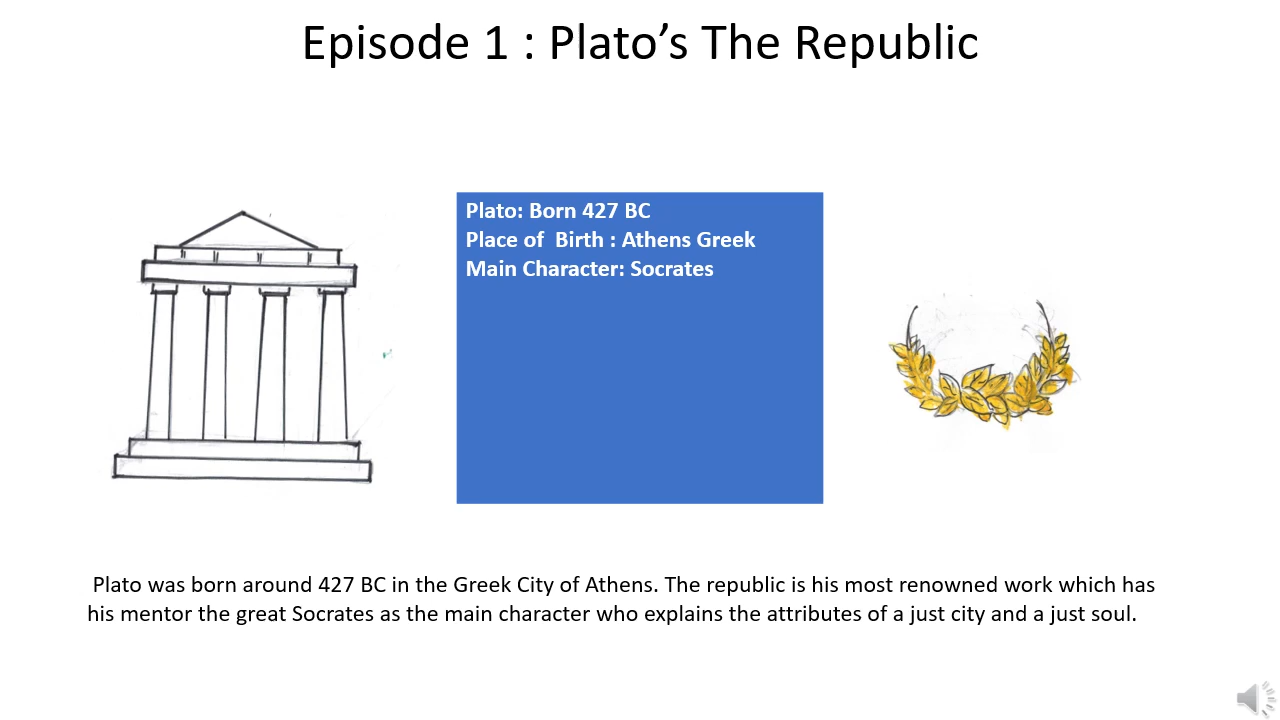 Episode 1 : Plato’s The Republic
Plato: Born 427 BC
Place of  Birth : Athens Greek
Main Character: Socrates
Plato was born around 427 BC in the Greek City of Athens. The republic is his most renowned work which has
his mentor the great Socrates as the main character who explains the attributes of a just city and a just soul.